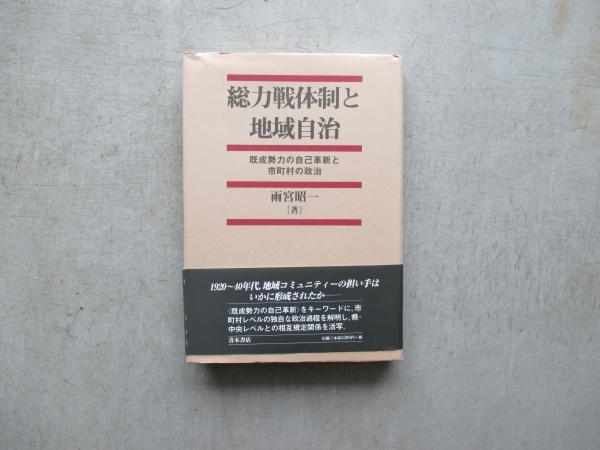 総力戦体制と
地域自治
既成勢力の自己革新と
市町村の政治
雨宮昭一
[著]
1920〜40年代、地域コミュニティーの担い手は
いかに形成されたか——
〈既成勢力の自己革新〉をキーワードに、市
町村レベルの独自な政治過程を解明し、県・
中央レベルとの相互規定関係を活写。
青木書店